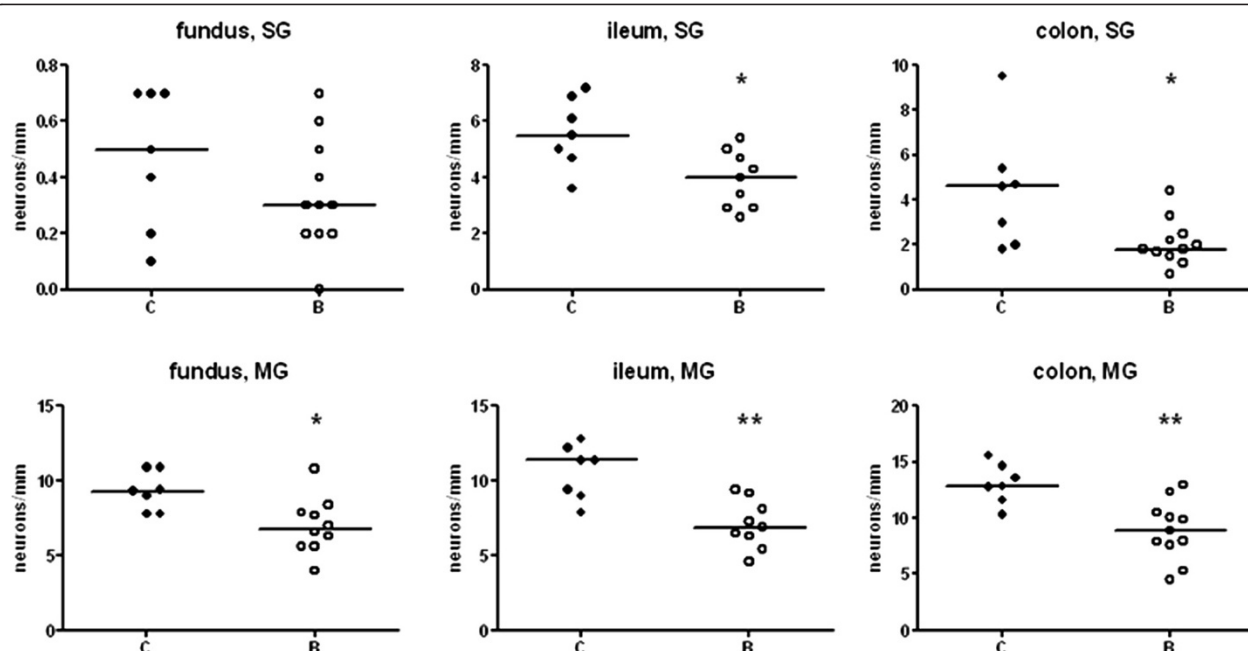 fundus, SG
neurons/mm
0.8
0.6
0.4
0.2
0.0
C B
ileum, SG
neurons/mm
8
6
4
2
0
*
C B
colon, SG
neurons/mm
10
8
6
4
2
0
*
C B
fundus, MG
neurons/mm
15
10
5
0
*
C B
ileum, MG
neurons/mm
15
10
5
0
**
C B
colon, MG
neurons/mm
20
15
10
5
0
**
C B